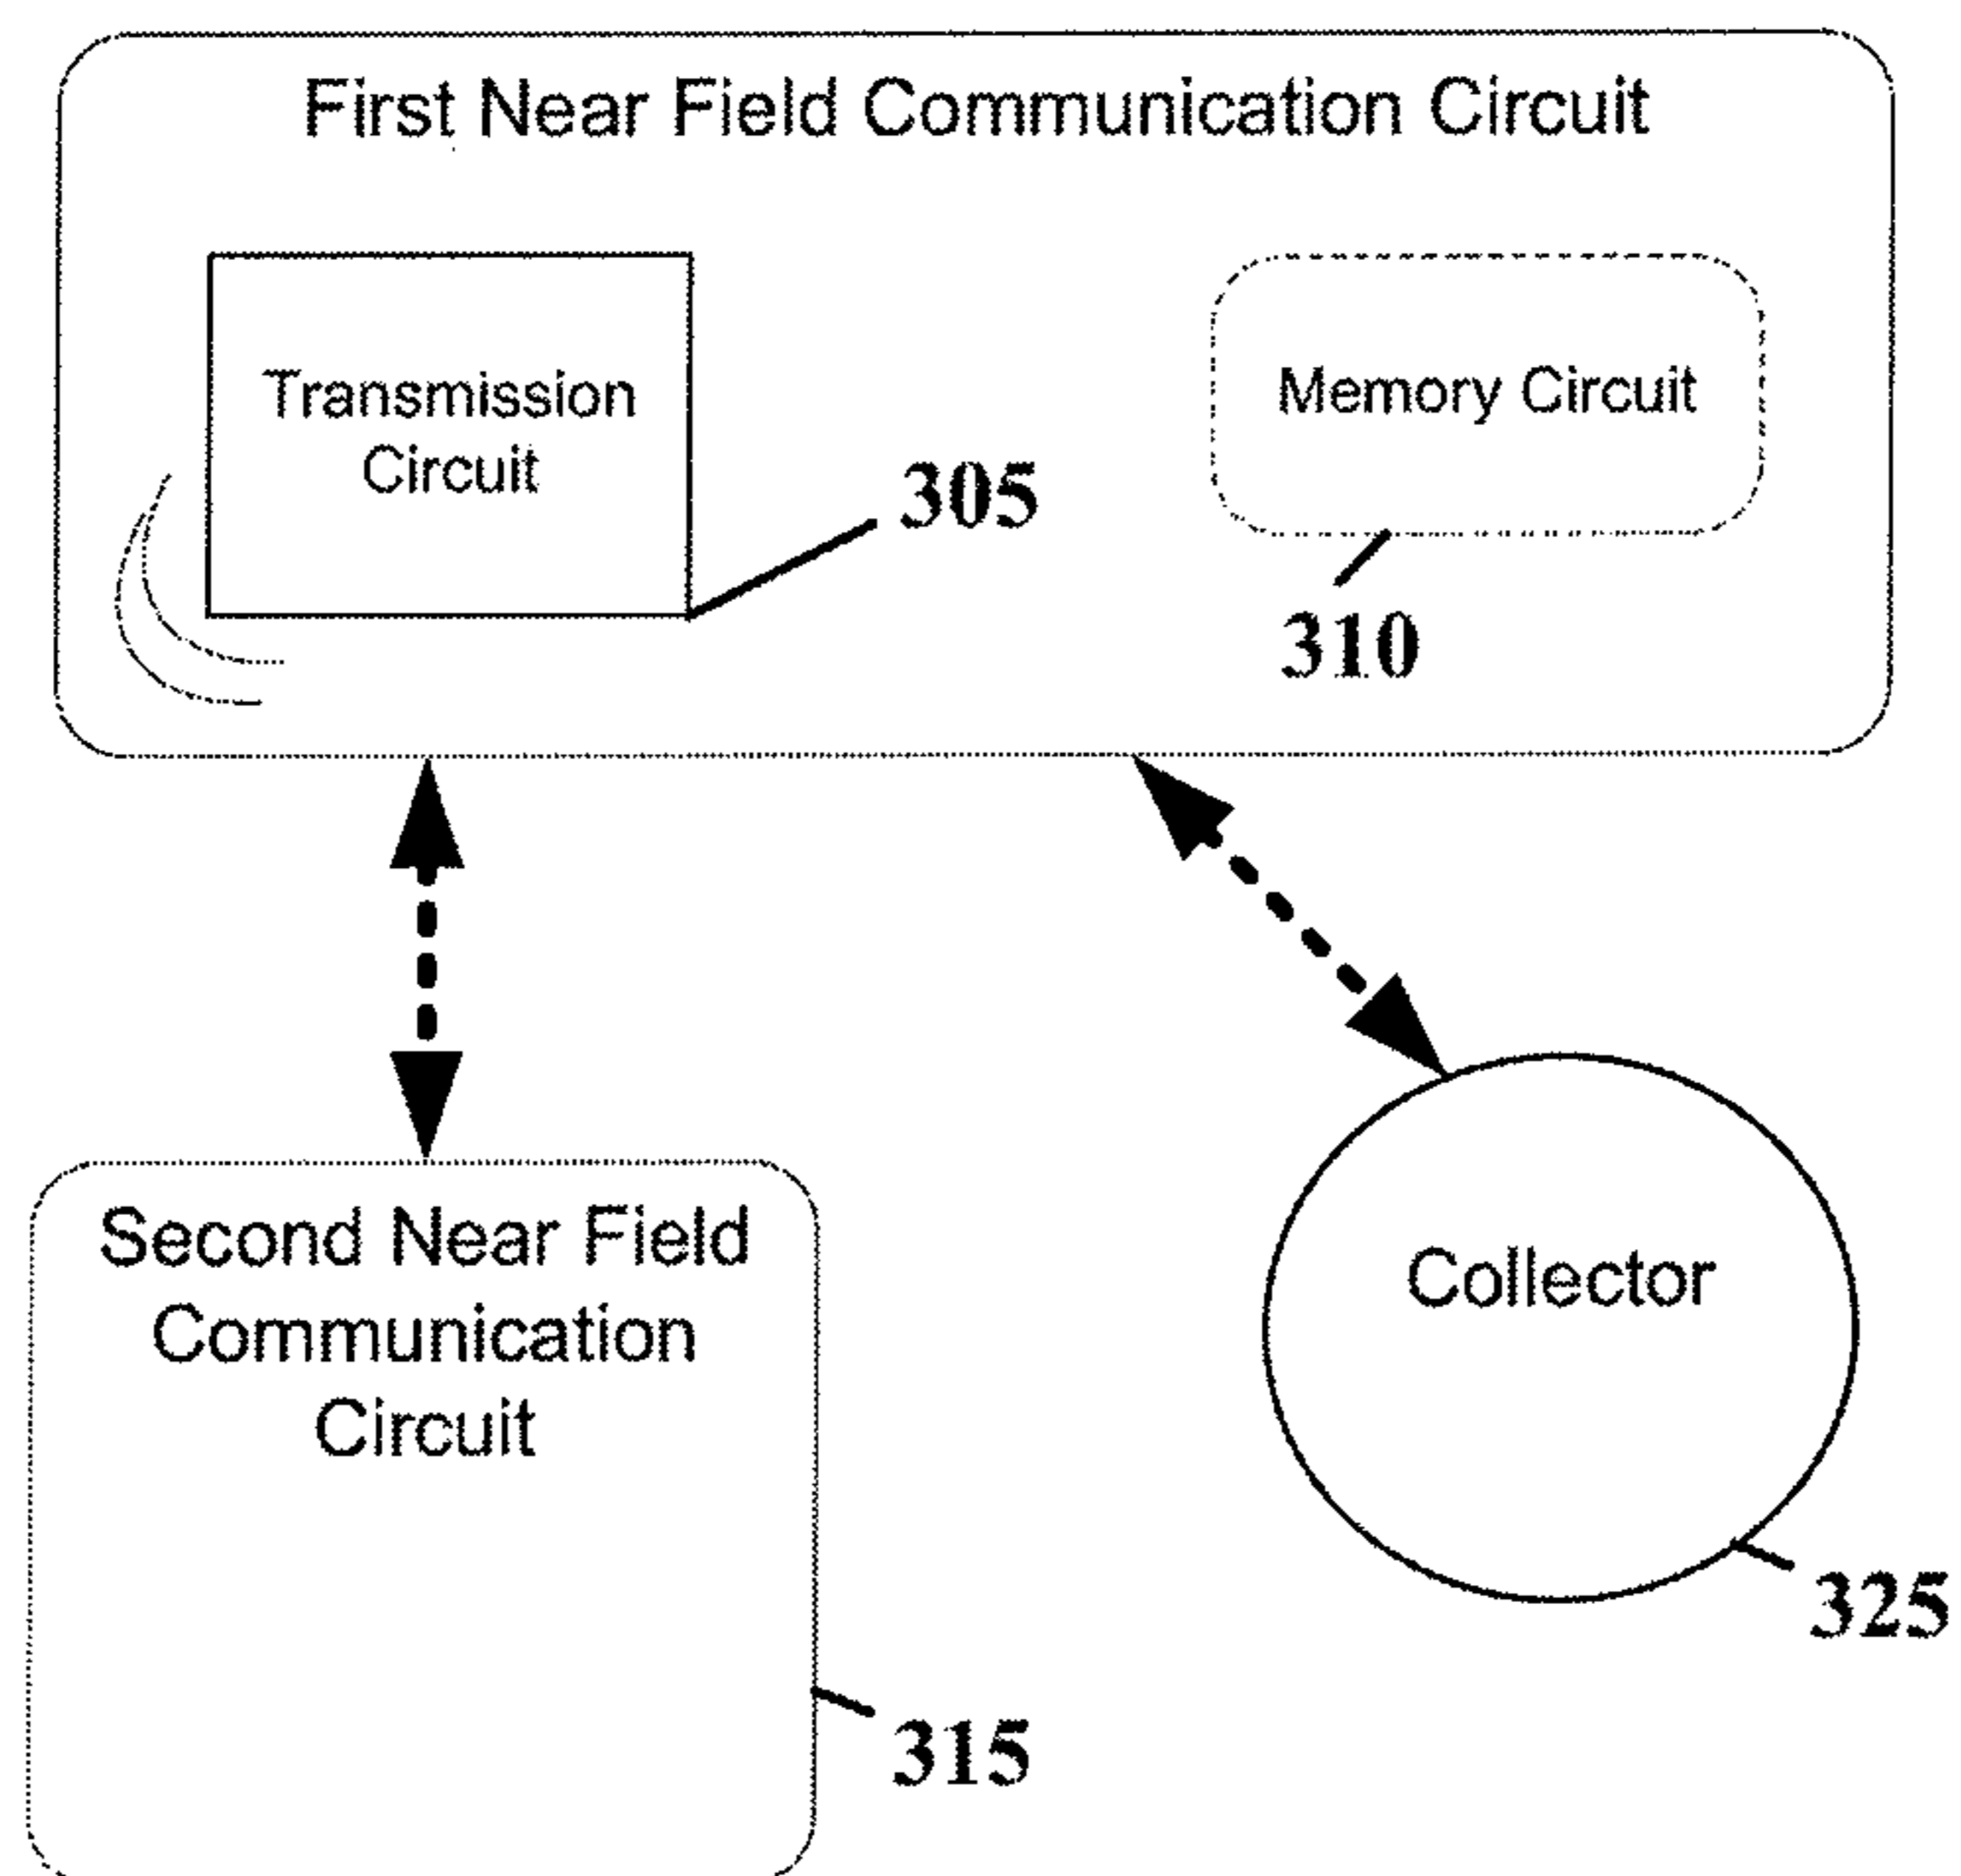 First Near Field Communication Circuit
Transmission
Circuit
Memory Circuit
305
310
Second Near Field
Communication
Circuit
Collector
325
315